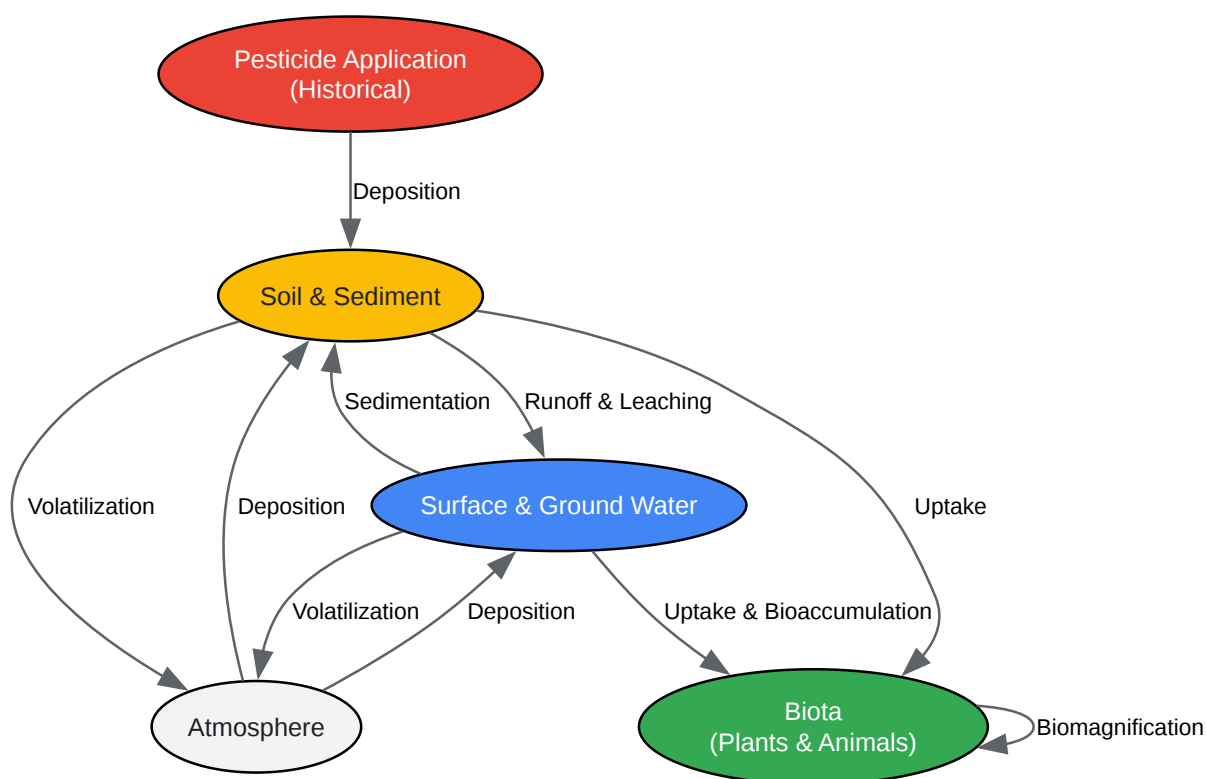 Pesticide Application
(Historical)
Deposition
Soil & Sediment
Sedimentation
Runoff & Leaching
Volatilization
Deposition
Surface & Ground Water
Uptake
Volatilization
Deposition
Uptake & Bioaccumulation
Atmosphere
Biota
(Plants & Animals)
Biomagnification